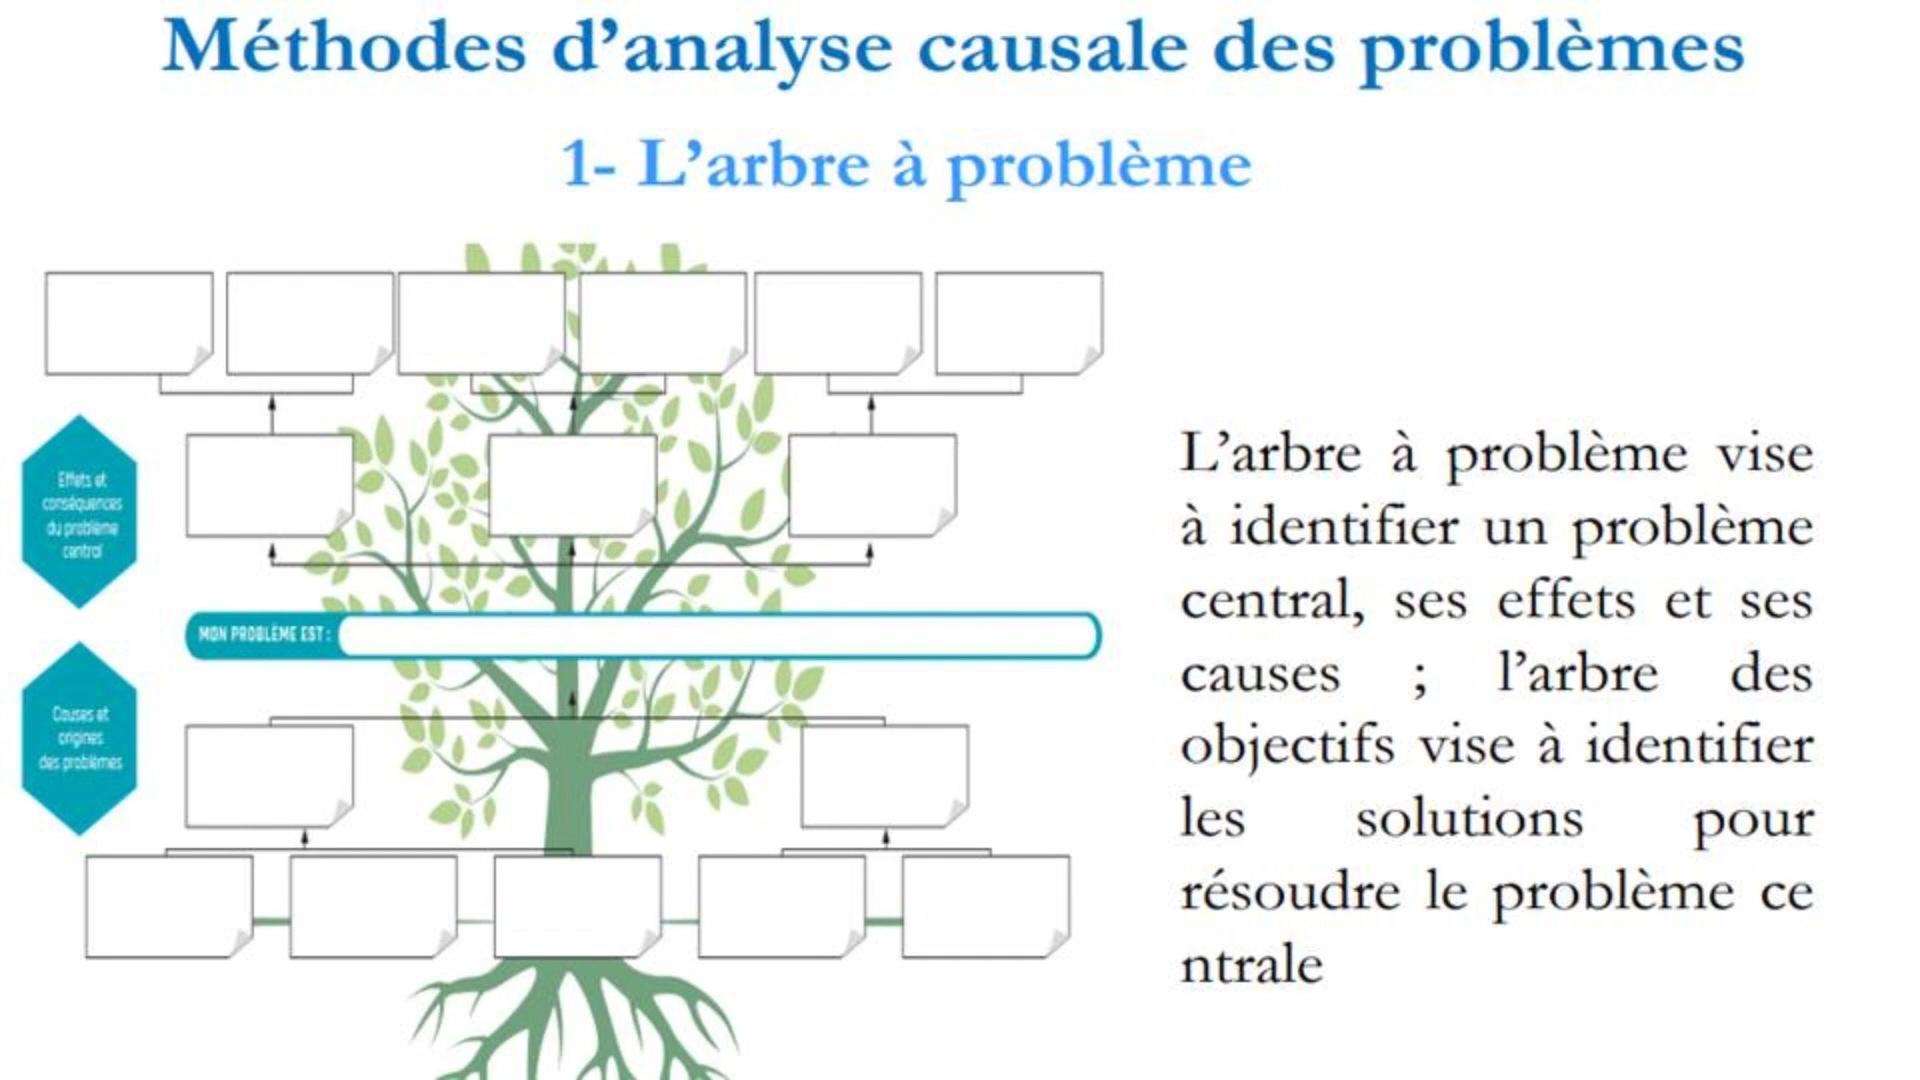 Méthodes d’analyse causale des problèmes
1- L’arbre à problème
Effets et
conséquences
du problème
central
MON PROBLÈME EST :
Causes et
origines
des problèmes
L’arbre à problème vise
à identifier un problème
central, ses effets et ses
causes ; l’arbre des
objectifs vise à identifier
les solutions pour
résoudre le problème ce
ntrale